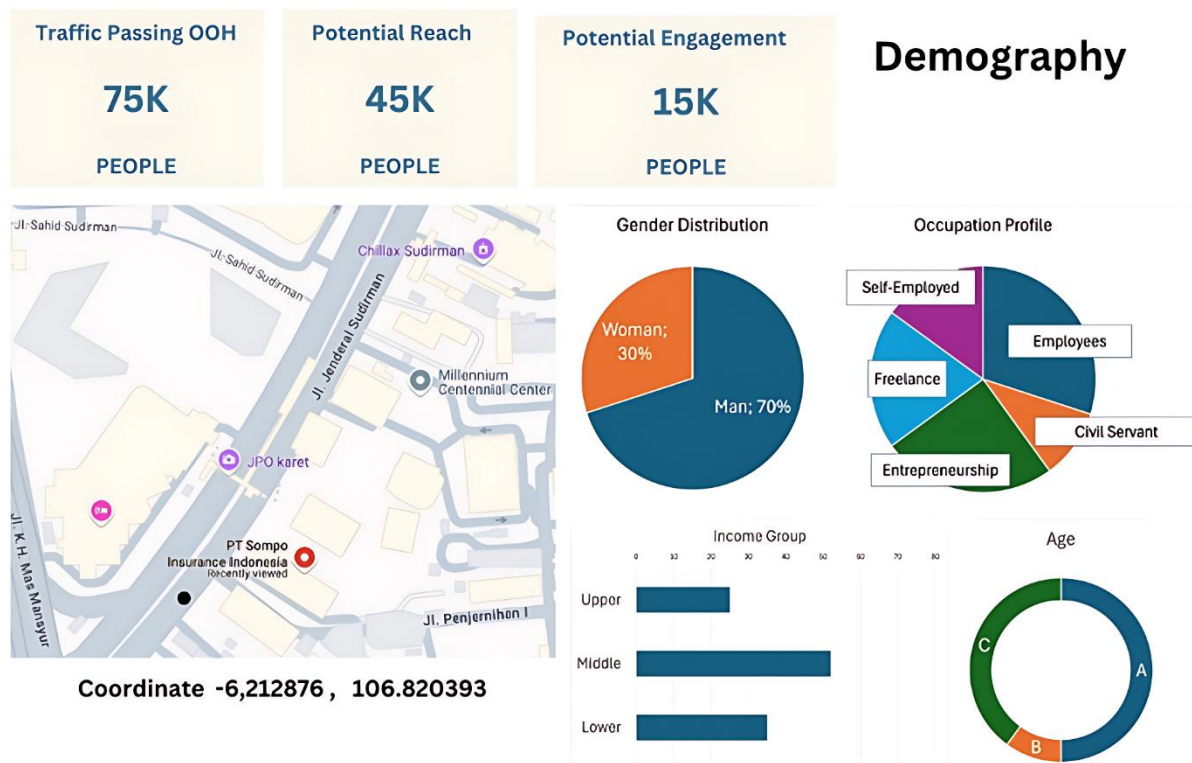 Traffic Passing OOH
75K
PEOPLE
Potential Reach
45K
PEOPLE
Potential Engagement
15K
PEOPLE
Demography
Jl. Sahid Sudirman
Jl. Sahid Sudirman
Chillax Sudirman
Jl. Jenderal Sudirman
Millennium
Centennial Center
JPO karet
PT Sompo
Insurance Indonesia
Recently viewed
Jl. K.H. Mas Mansyur
Jl. Penjernihan I
Coordinate -6,212876 , 106.820393
Gender Distribution
Woman;
30%
Man; 70%
Occupation Profile
Self-Employed
Employees
Freelance
Civil Servant
Entrepreneurship
Income Group
0 10 20 30 40 50 60 70 80
Upper
Middle
Lower
Age
A
B
C